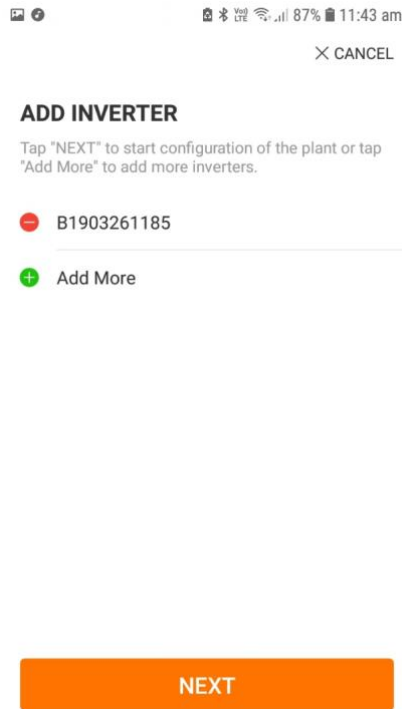 87% 11:43 am
CANCEL
ADD INVERTER
Tap "NEXT" to start configuration of the plant or tap
"Add More" to add more inverters.
B1903261185
Add More
NEXT